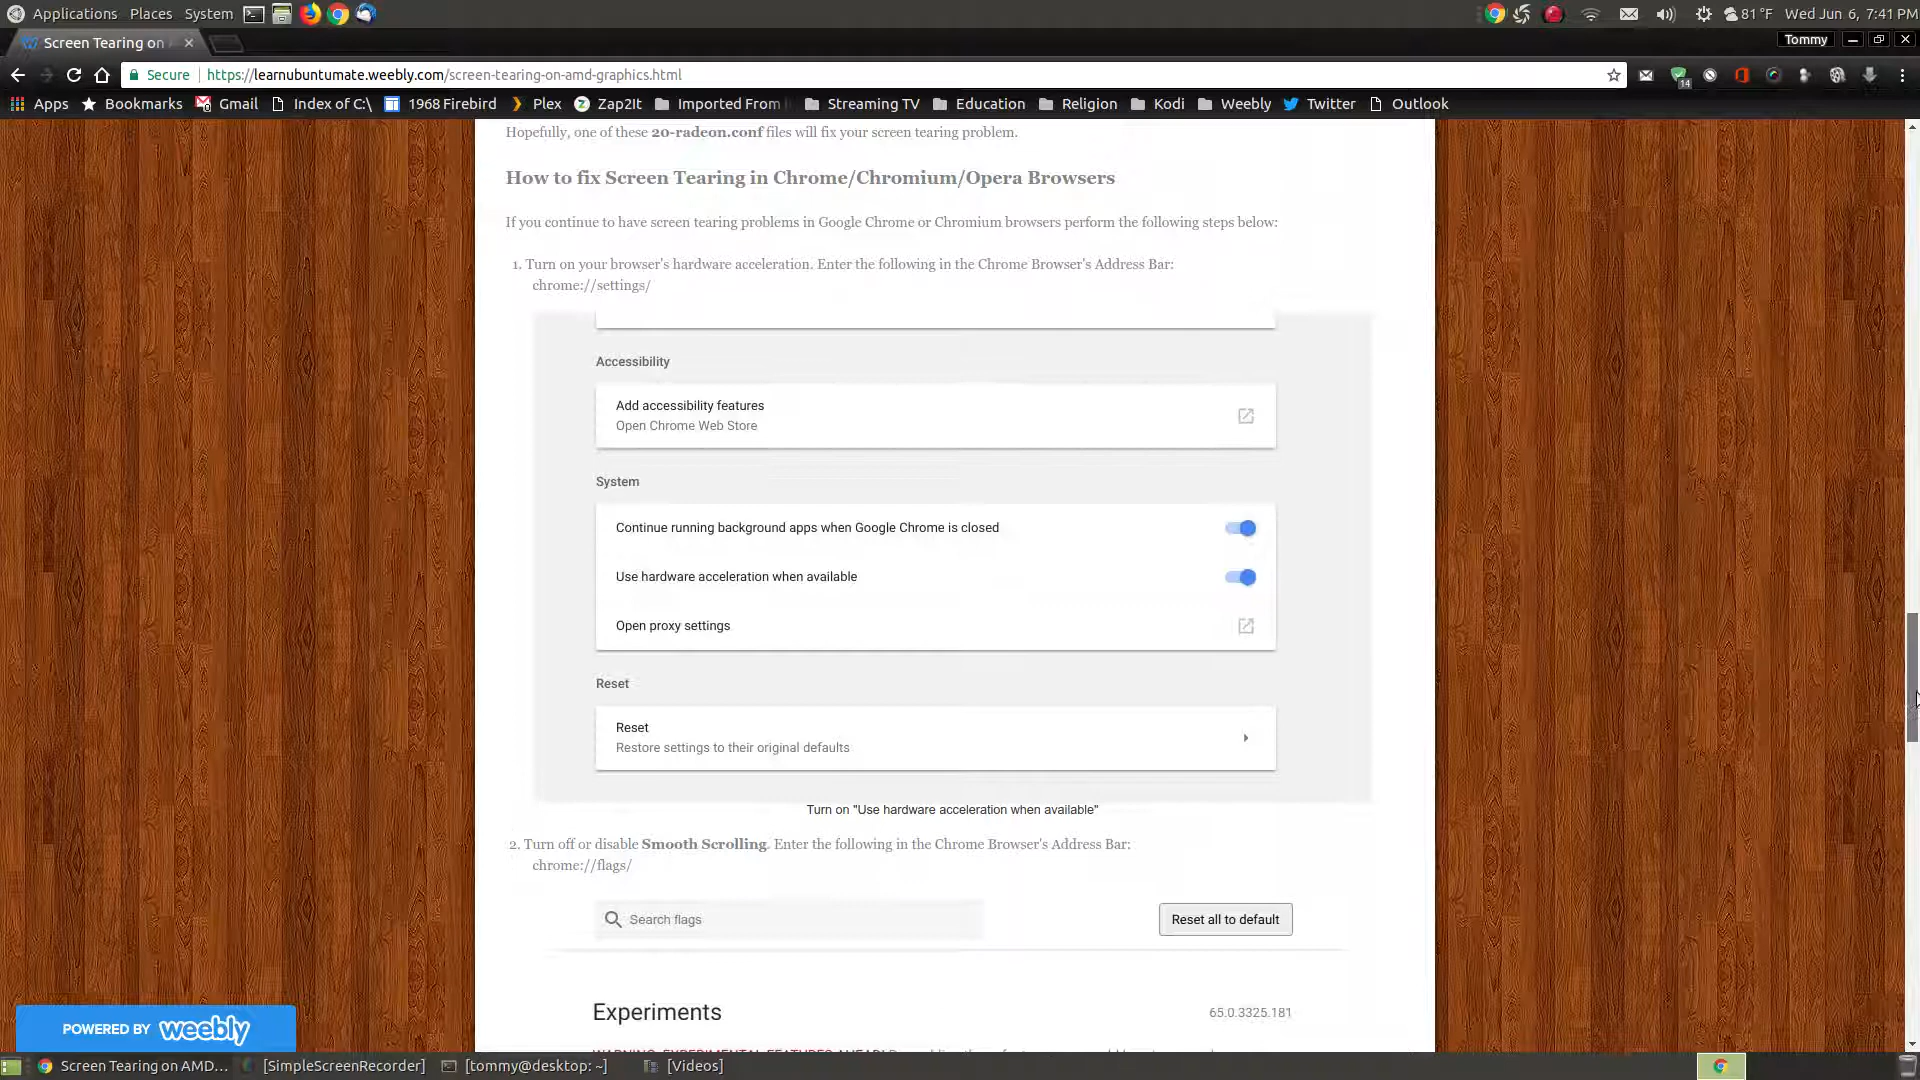 Applications Places System 81 °F Wed Jun 6, 7:41 PM
Screen Tearing on Tommy
Secure https://learnubuntumate.weebly.com/screen-tearing-on-amd-graphics.html 14
Apps Bookmarks Gmail Index of C:\ 1968 Firebird Plex Zap2It Imported From Streaming TV Education Religion Kodi Weebly Twitter Outlook
Hopefully, one of these 20-radeon.conf files will fix your screen tearing problem.
How to fix Screen Tearing in Chrome/Chromium/Opera Browsers
If you continue to have screen tearing problems in Google Chrome or Chromium browsers perform the following steps below:
1. Turn on your browser's hardware acceleration. Enter the following in the Chrome Browser's Address Bar:
chrome://settings/
Accessibility
Add accessibility features
Open Chrome Web Store
System
Continue running background apps when Google Chrome is closed
Use hardware acceleration when available
Open proxy settings
Reset
Reset
Restore settings to their original defaults
Turn on "Use hardware acceleration when available"
2. Turn off or disable Smooth Scrolling. Enter the following in the Chrome Browser's Address Bar:
chrome://flags/
Search flags Reset all to default
Experiments 65.0.3325.181
POWERED BY weebly
Screen Tearing on AMD... [SimpleScreenRecorder] [tommy@desktop: ~] [Videos]